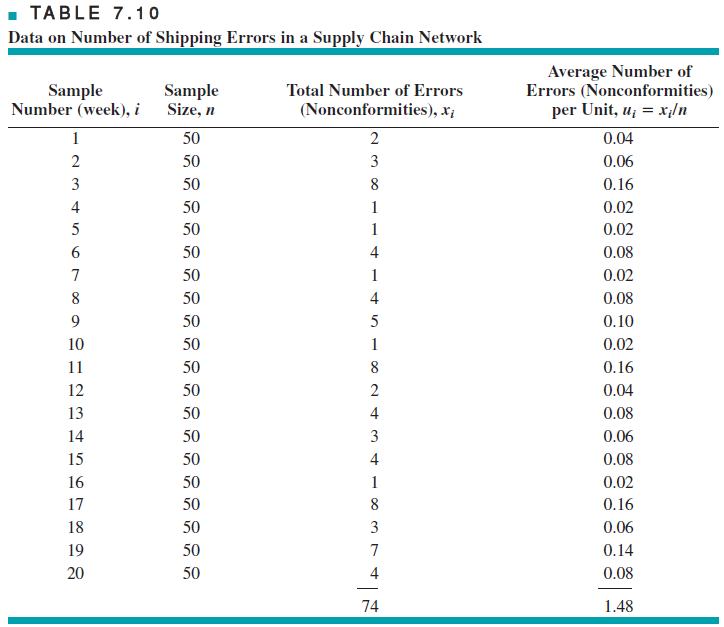 TABLE 7.10
Data on Number of Shipping Errors in a Supply Chain Network
Sample Number (week), i Sample Size, n Total Number of Errors (Nonconformities), xᵢ Average Number of Errors (Nonconformities) per Unit, uᵢ = xᵢ/n
1 50 2 0.04
2 50 3 0.06
3 50 8 0.16
4 50 1 0.02
5 50 1 0.02
6 50 4 0.08
7 50 1 0.02
8 50 4 0.08
9 50 5 0.10
10 50 1 0.02
11 50 8 0.16
12 50 2 0.04
13 50 4 0.08
14 50 3 0.06
15 50 4 0.08
16 50 1 0.02
17 50 8 0.16
18 50 3 0.06
19 50 7 0.14
20 50 4 0.08
74 1.48